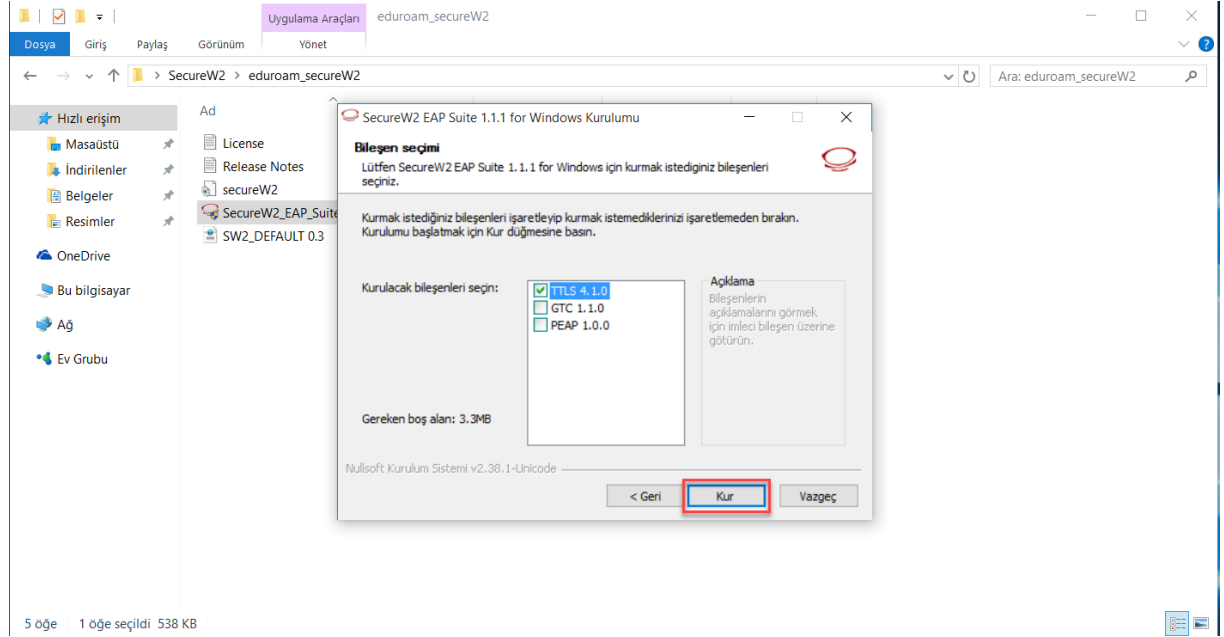 Uygulama Araçları
eduroam_secureW2
Dosya
Giriş
Paylaş
Görünüm
Yönet
SecureW2 > eduroam_secureW2
Ara: eduroam_secureW2
Hızlı erişim
Masaüstü
İndirilenler
Belgeler
Resimler
OneDrive
Bu bilgisayar
Ağ
Ev Grubu
Ad
License
Release Notes
secureW2
SecureW2_EAP_Suite
SW2_DEFAULT 0.3
SecureW2 EAP Suite 1.1.1 for Windows Kurulumu
Bileşen seçimi
Lütfen SecureW2 EAP Suite 1.1.1 for Windows için kurmak istediginiz bileşenleri
seçiniz.
Kurmak istediğiniz bileşenleri işaretleyip kurmak istemediklerinizi işaretlemeden bırakın.
Kurulumu başlatmak için Kur düğmesine basın.
Kurulacak bileşenleri seçin:
TTLS 4.1.0
GTC 1.1.0
PEAP 1.0.0
Açıklama
Bileşenlerin
açıklamalarını görmek
için imleci bileşen üzerine
götürün.
Gereken boş alan: 3.3MB
Nullsoft Kurulum Sistemi v2.38.1-Unicode
< Geri
Kur
Vazgeç
5 öğe
1 öğe seçildi 538 KB